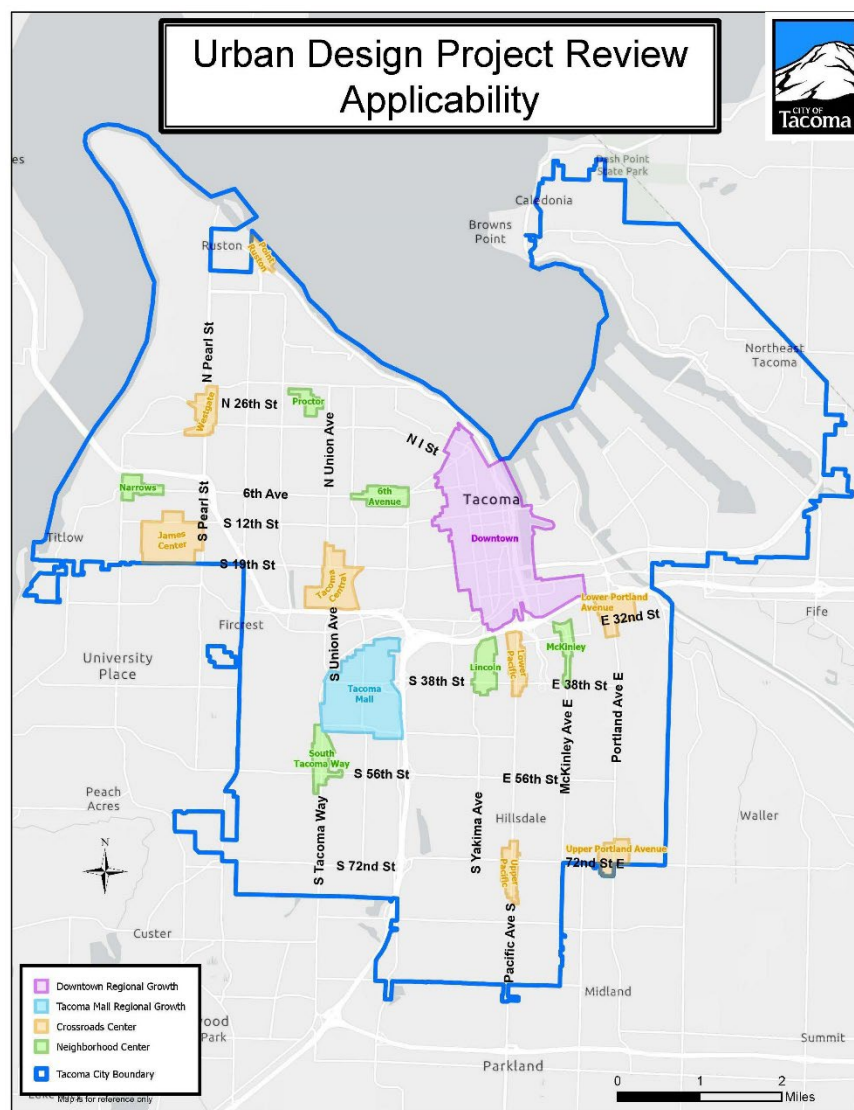 Urban Design Project Review
Applicability
CITY OF
Tacoma
Dash Point
State Park
Caledonia
Browns
Point
Ruston
Point
Ruston
Northeast
Tacoma
N Pearl St
Westgate
N 26th St
Proctor
N Union Ave
N I St
Narrows
6th Ave
6th
Avenue
Tacoma
S Pearl St
S 12th St
Downtown
Titlow
James
Center
S 19th St
Tacoma
Central
Lower Portland
Avenue
E 32nd St
Fife
Fircrest
University
Place
S Union Ave
McKinley
Lincoln
Lower
Pacific
Tacoma
Mall
S 38th St
E 38th St
McKinley Ave E
Portland Ave E
South
Tacoma Way
S 56th St
E 56th St
Peach
Acres
Hillsdale
Waller
S Yakima Ave
S Tacoma Way
S 72nd St
Upper
Pacific
Upper Portland Avenue
72nd St E
N
Custer
Pacific Ave S
Midland
Park
Parkland
Summit
Downtown Regional Growth
Tacoma Mall Regional Growth
Crossroads Center
Neighborhood Center
Tacoma City Boundary
Map is for reference only
0 1 2
Miles